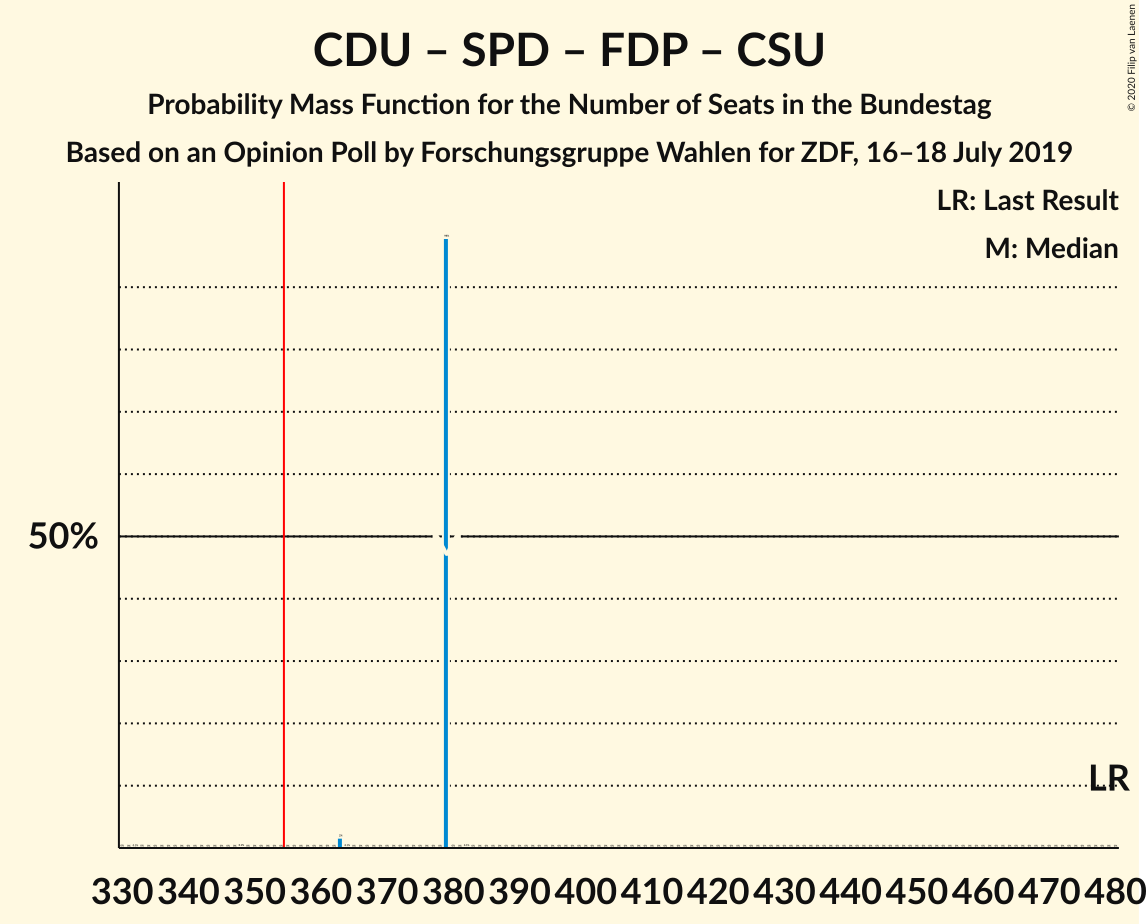 CDU – SPD – FDP – CSU
Probability Mass Function for the Number of Seats in the Bundestag
Based on an Opinion Poll by Forschungsgruppe Wahlen for ZDF, 16–18 July 2019
© 2020 Filip van Laenen
LR: Last Result
M: Median
50%
LR
330 340 350 360 370 380 390 400 410 420 430 440 450 460 470 480